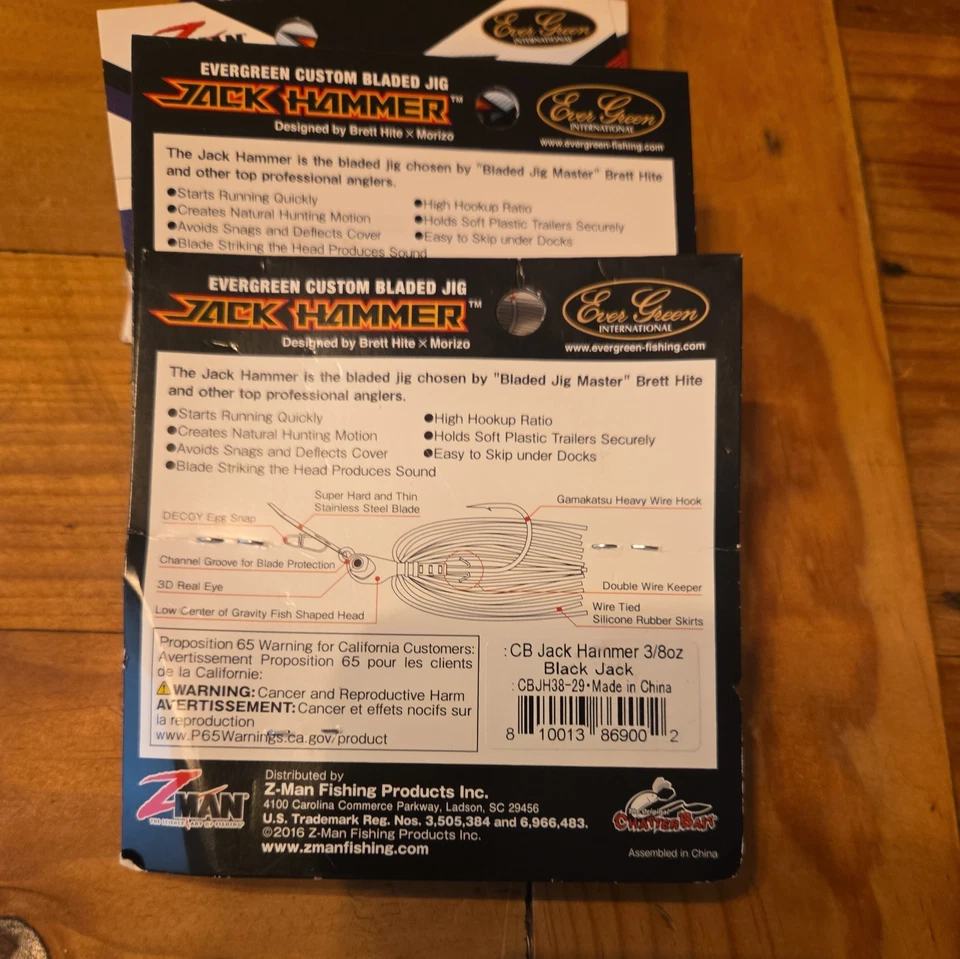 Z MAN
Ever Green
INTERNATIONAL
EVERGREEN CUSTOM BLADED JIG
JACK HAMMER™
Designed by Brett Hite × Morizo
Ever Green
INTERNATIONAL
www.evergreen-fishing.com
The Jack Hammer is the bladed jig chosen by "Bladed Jig Master" Brett Hite
and other top professional anglers.
●Starts Running Quickly
●Creates Natural Hunting Motion
●Avoids Snags and Deflects Cover
●Blade Striking the Head Produces Sound
●High Hookup Ratio
●Holds Soft Plastic Trailers Securely
●Easy to Skip under Docks
EVERGREEN CUSTOM BLADED JIG
JACK HAMMER™
Designed by Brett Hite × Morizo
Ever Green
INTERNATIONAL
www.evergreen-fishing.com
The Jack Hammer is the bladed jig chosen by "Bladed Jig Master" Brett Hite
and other top professional anglers.
●Starts Running Quickly
●Creates Natural Hunting Motion
●Avoids Snags and Deflects Cover
●Blade Striking the Head Produces Sound
●High Hookup Ratio
●Holds Soft Plastic Trailers Securely
●Easy to Skip under Docks
Super Hard and Thin
Stainless Steel Blade
Gamakatsu Heavy Wire Hook
DECOY Egg Snap
Channel Groove for Blade Protection
3D Real Eye
Low Center of Gravity Fish Shaped Head
Double Wire Keeper
Wire Tied
Silicone Rubber Skirts
Proposition 65 Warning for California Customers:
Avertissement Proposition 65 pour les clients
de la Californie:
⚠WARNING: Cancer and Reproductive Harm
AVERTISSEMENT: Cancer et effets nocifs sur
la reproduction
www.P65Warnings.ca.gov/product
:CB Jack Hammer 3/8oz
Black Jack
:CBJH38-29·Made in China
8 10013 86900 2
Z MAN
Distributed by
Z-Man Fishing Products Inc.
4100 Carolina Commerce Parkway, Ladson, SC 29456
U.S. Trademark Reg. Nos. 3,505,384 and 6,966,483.
©2016 Z-Man Fishing Products Inc.
www.zmanfishing.com
The Original
CHATTERBAIT
Assembled in China